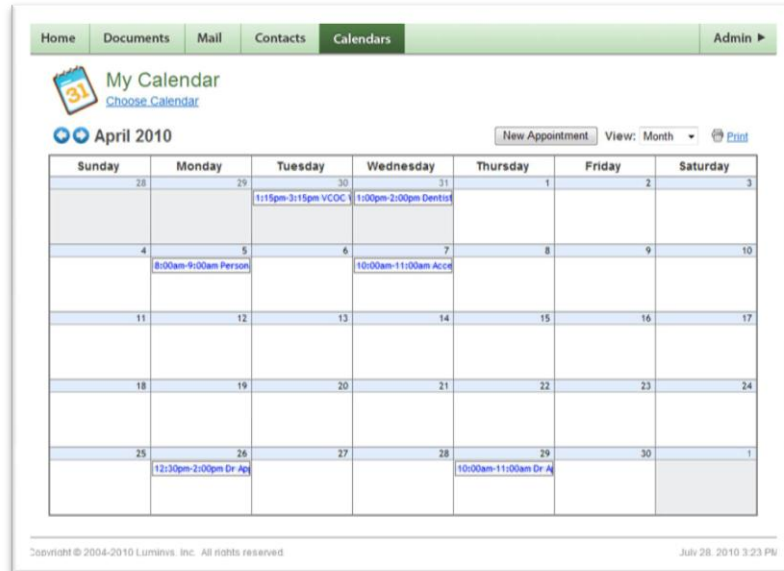 Home Documents Mail Contacts Calendars Admin ▶
31
My Calendar
Choose Calendar
April 2010 New Appointment View: Month Print
Sunday Monday Tuesday Wednesday Thursday Friday Saturday
28 29 30 31 1 2 3
1:15pm-3:15pm VCOC 1:00pm-2:00pm Dentist
4 5 6 7 8 9 10
8:00am-9:00am Person 10:00am-11:00am Acce
11 12 13 14 15 16 17
18 19 20 21 22 23 24
25 26 27 28 29 30 1
12:30pm-2:00pm Dr Ap 10:00am-11:00am Dr A
Copyright © 2004-2010 Luminys, Inc. All rights reserved. July 28, 2010 3:23 PM